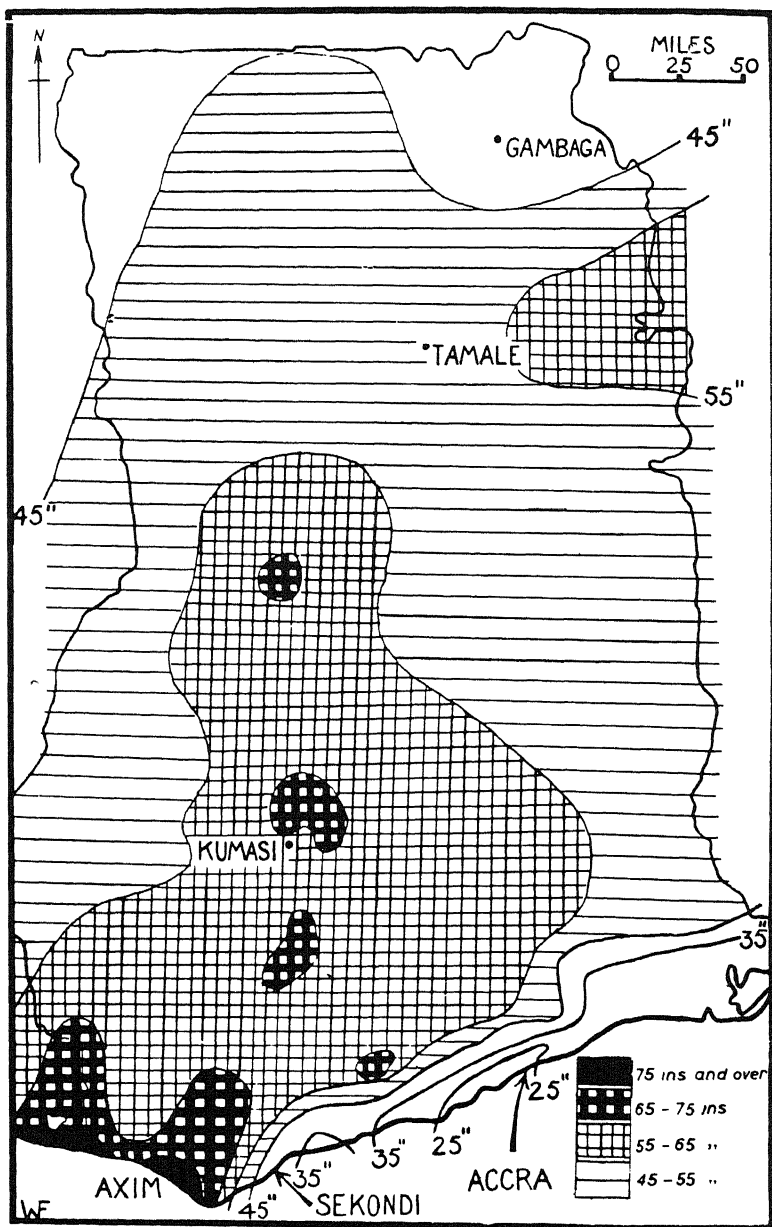 N
MILES
0 25 50
GAMBAGA
45"
TAMALE
55"
45"
KUMASI
35"
75 ins and over
25"
65 - 75 ins
35"
25"
55 - 65 "
35"
AXIM
ACCRA
45 - 55 "
SEKONDI
45"
WF